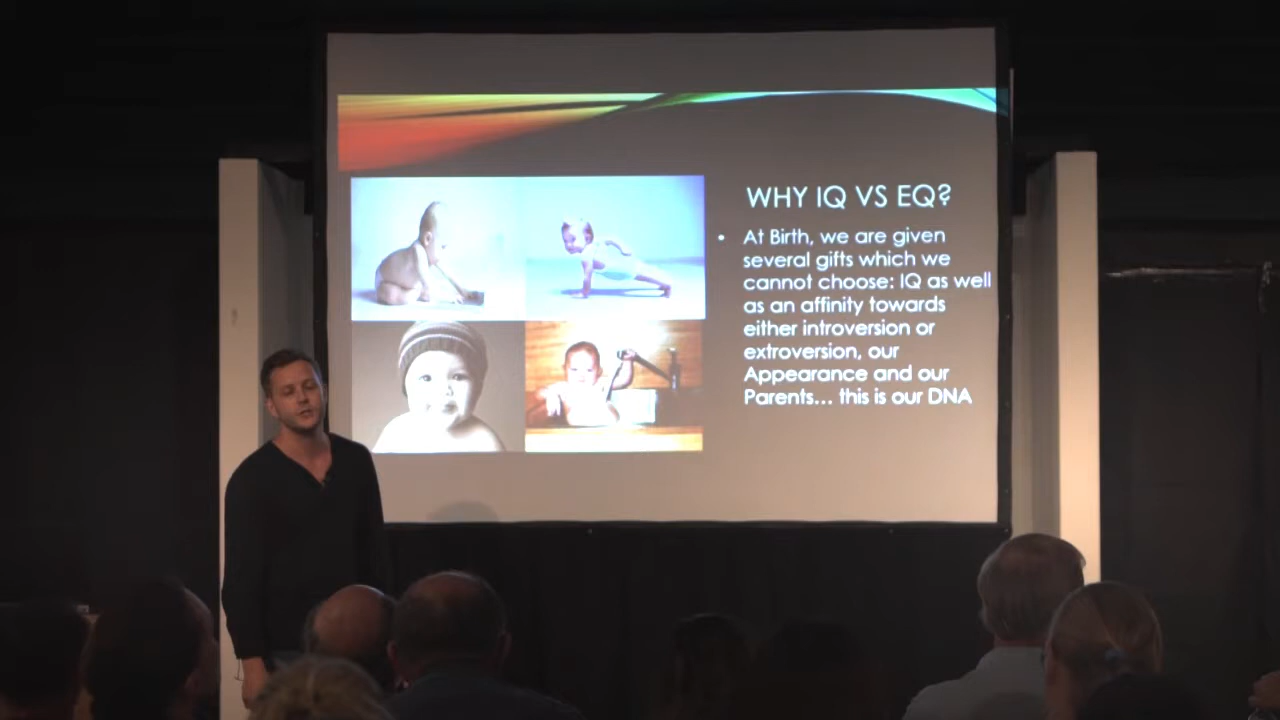 WHY IQ VS EQ?
• At Birth, we are given
several gifts which we
cannot choose: IQ as well
as an affinity towards
either introversion or
extroversion, our
Appearance and our
Parents... this is our DNA